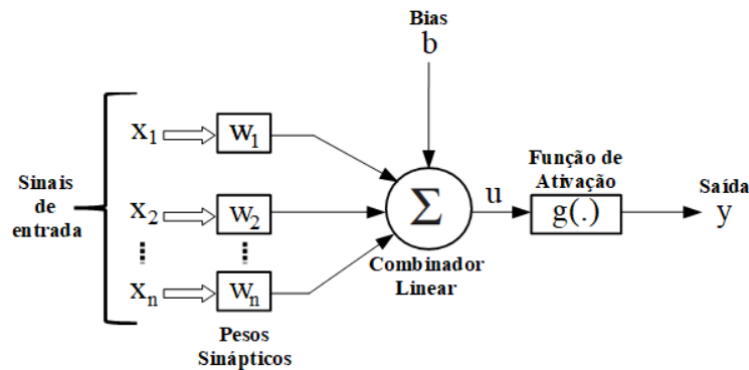 Bias
b
Sinais
de
entrada
x1
w1
x2
w2
xn
wn
Pesos
Sinápticos
Σ
Combinador
Linear
u
Função de
Ativação
g(.)
Saída
y